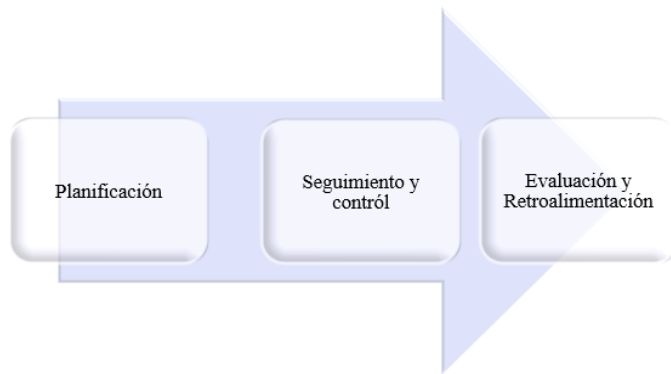 Planificación
Seguimiento y
contról
Evaluación y
Retroalimentación